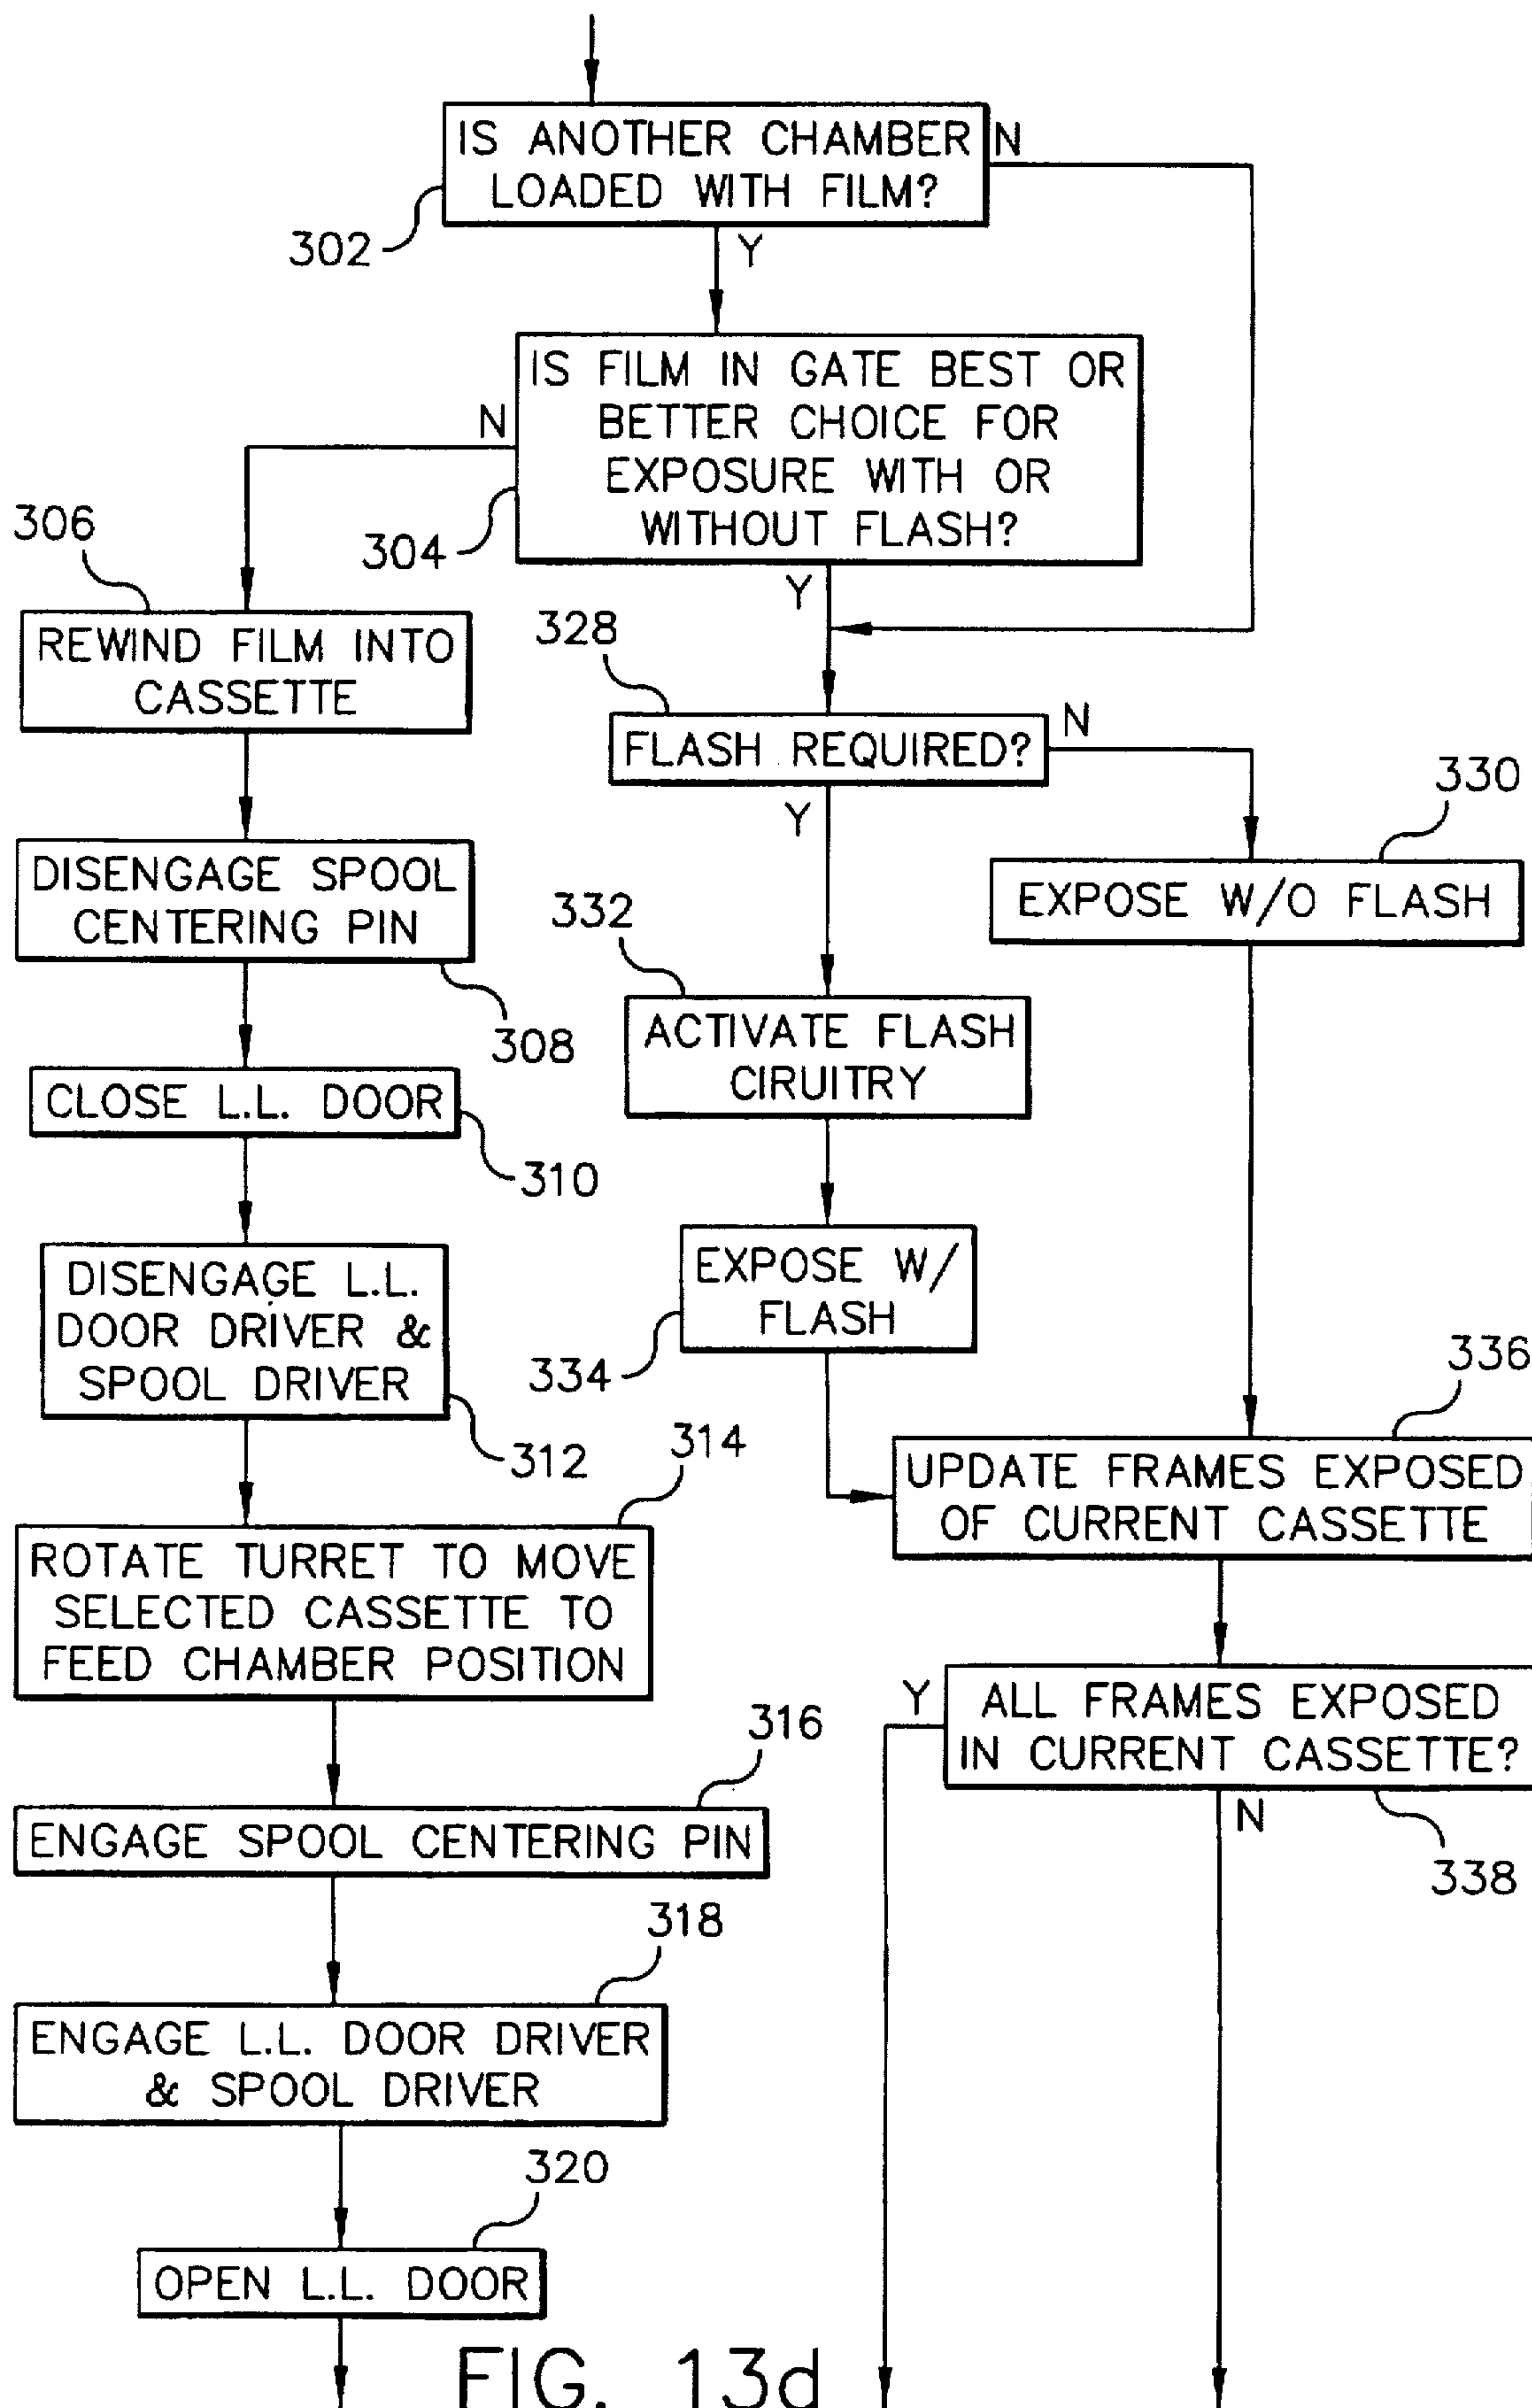 IS ANOTHER CHAMBER
LOADED WITH FILM?
N
302
Y
IS FILM IN GATE BEST OR
BETTER CHOICE FOR
EXPOSURE WITH OR
WITHOUT FLASH?
N
304
Y
306
REWIND FILM INTO
CASSETTE
328
FLASH REQUIRED?
N
Y
330
EXPOSE W/O FLASH
DISENGAGE SPOOL
CENTERING PIN
308
332
ACTIVATE FLASH
CIRUITRY
CLOSE L.L. DOOR
310
EXPOSE W/
FLASH
334
DISENGAGE L.L.
DOOR DRIVER &
SPOOL DRIVER
312
336
UPDATE FRAMES EXPOSED
OF CURRENT CASSETTE
314
ROTATE TURRET TO MOVE
SELECTED CASSETTE TO
FEED CHAMBER POSITION
Y
ALL FRAMES EXPOSED
IN CURRENT CASSETTE?
N
338
316
ENGAGE SPOOL CENTERING PIN
318
ENGAGE L.L. DOOR DRIVER
& SPOOL DRIVER
320
OPEN L.L. DOOR
FIG. 13d